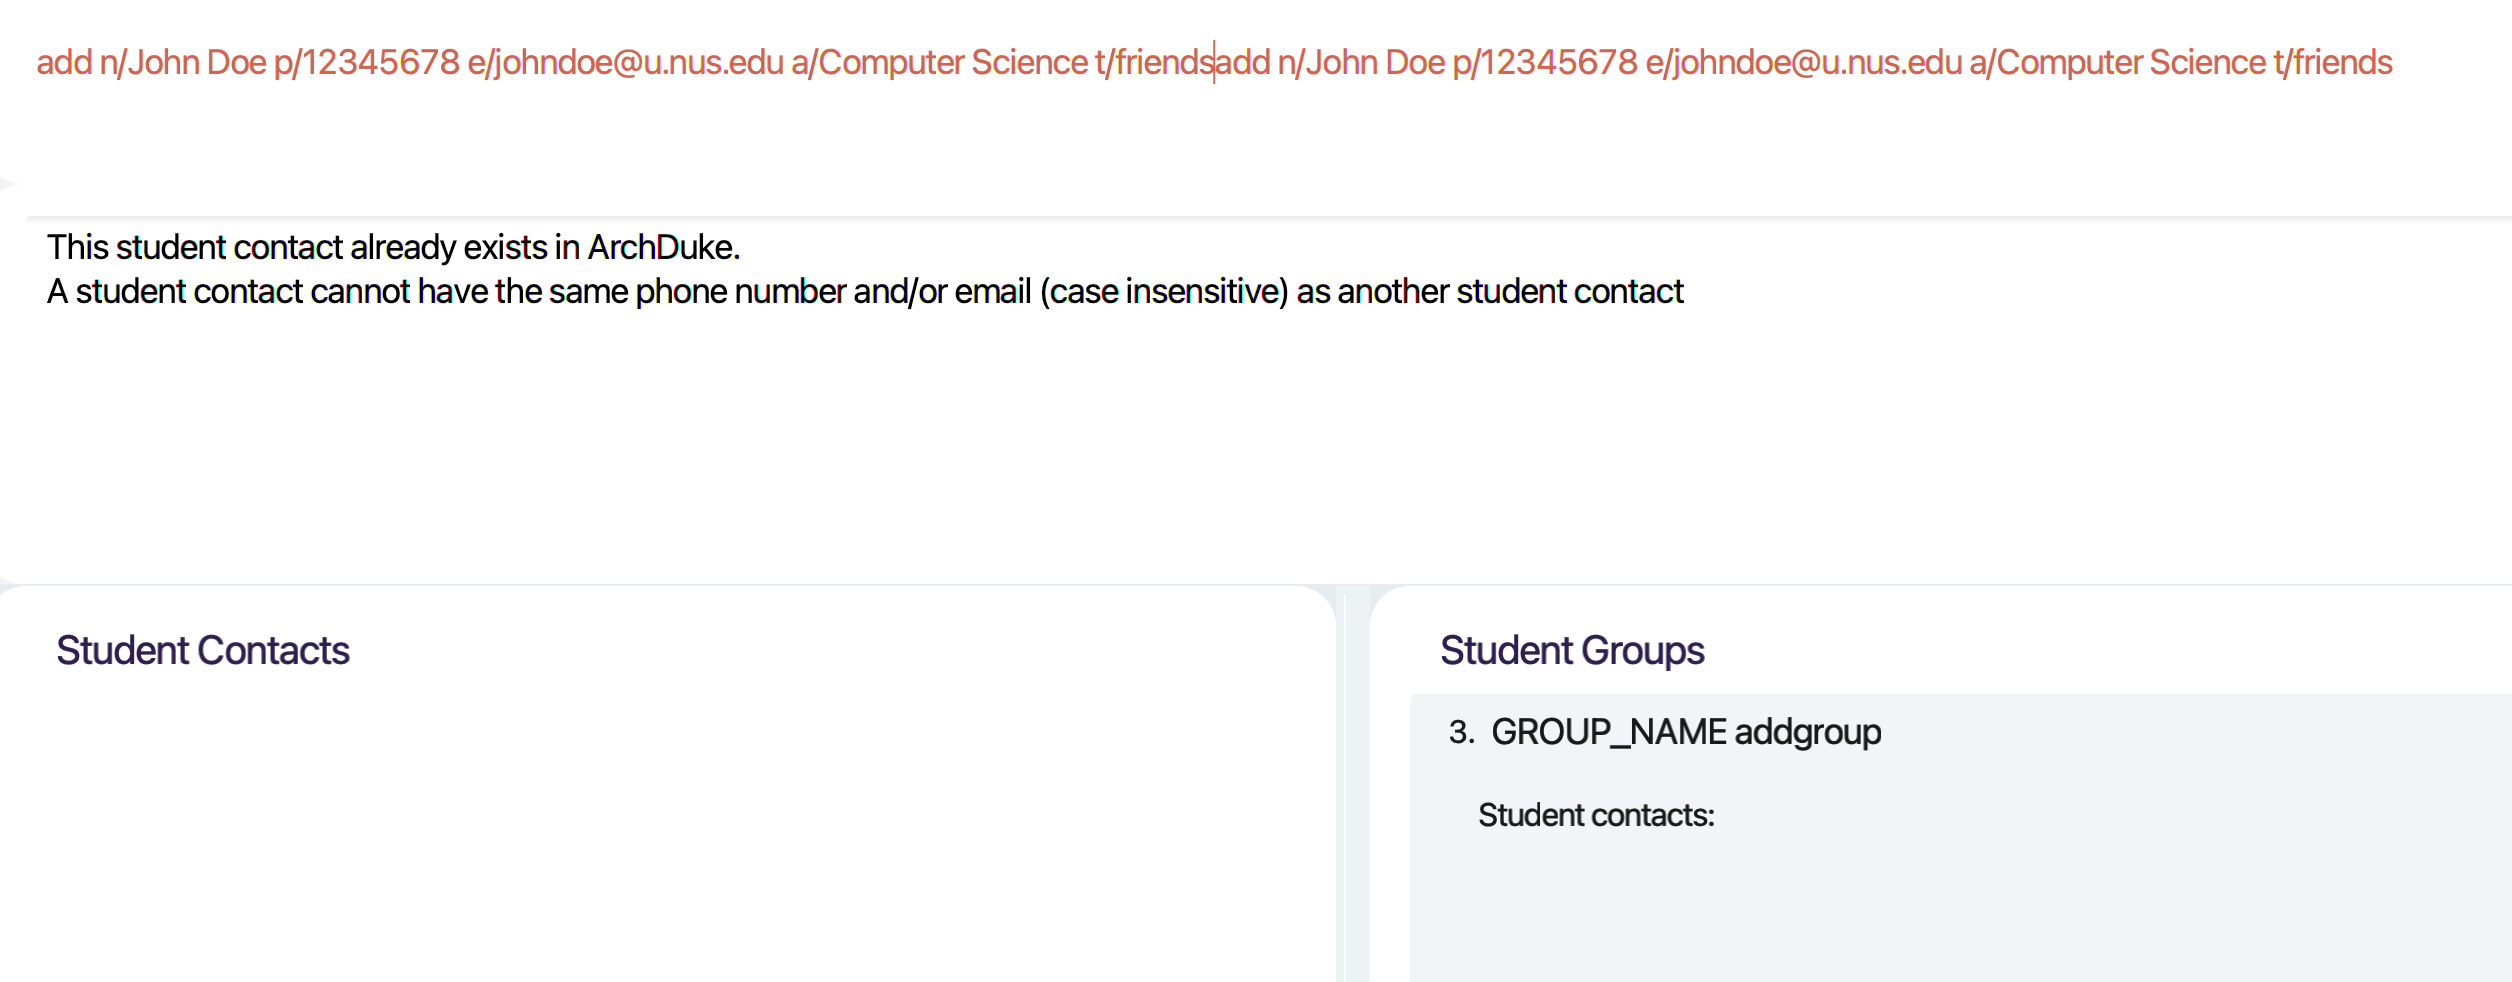 add n/John Doe p/12345678 e/johndoe@u.nus.edu a/Computer Science t/friendsadd n/John Doe p/12345678 e/johndoe@u.nus.edu a/Computer Science t/friends
This student contact already exists in ArchDuke.
A student contact cannot have the same phone number and/or email (case insensitive) as another student contact
Student Contacts
Student Groups
3. GROUP_NAME addgroup
Student contacts: